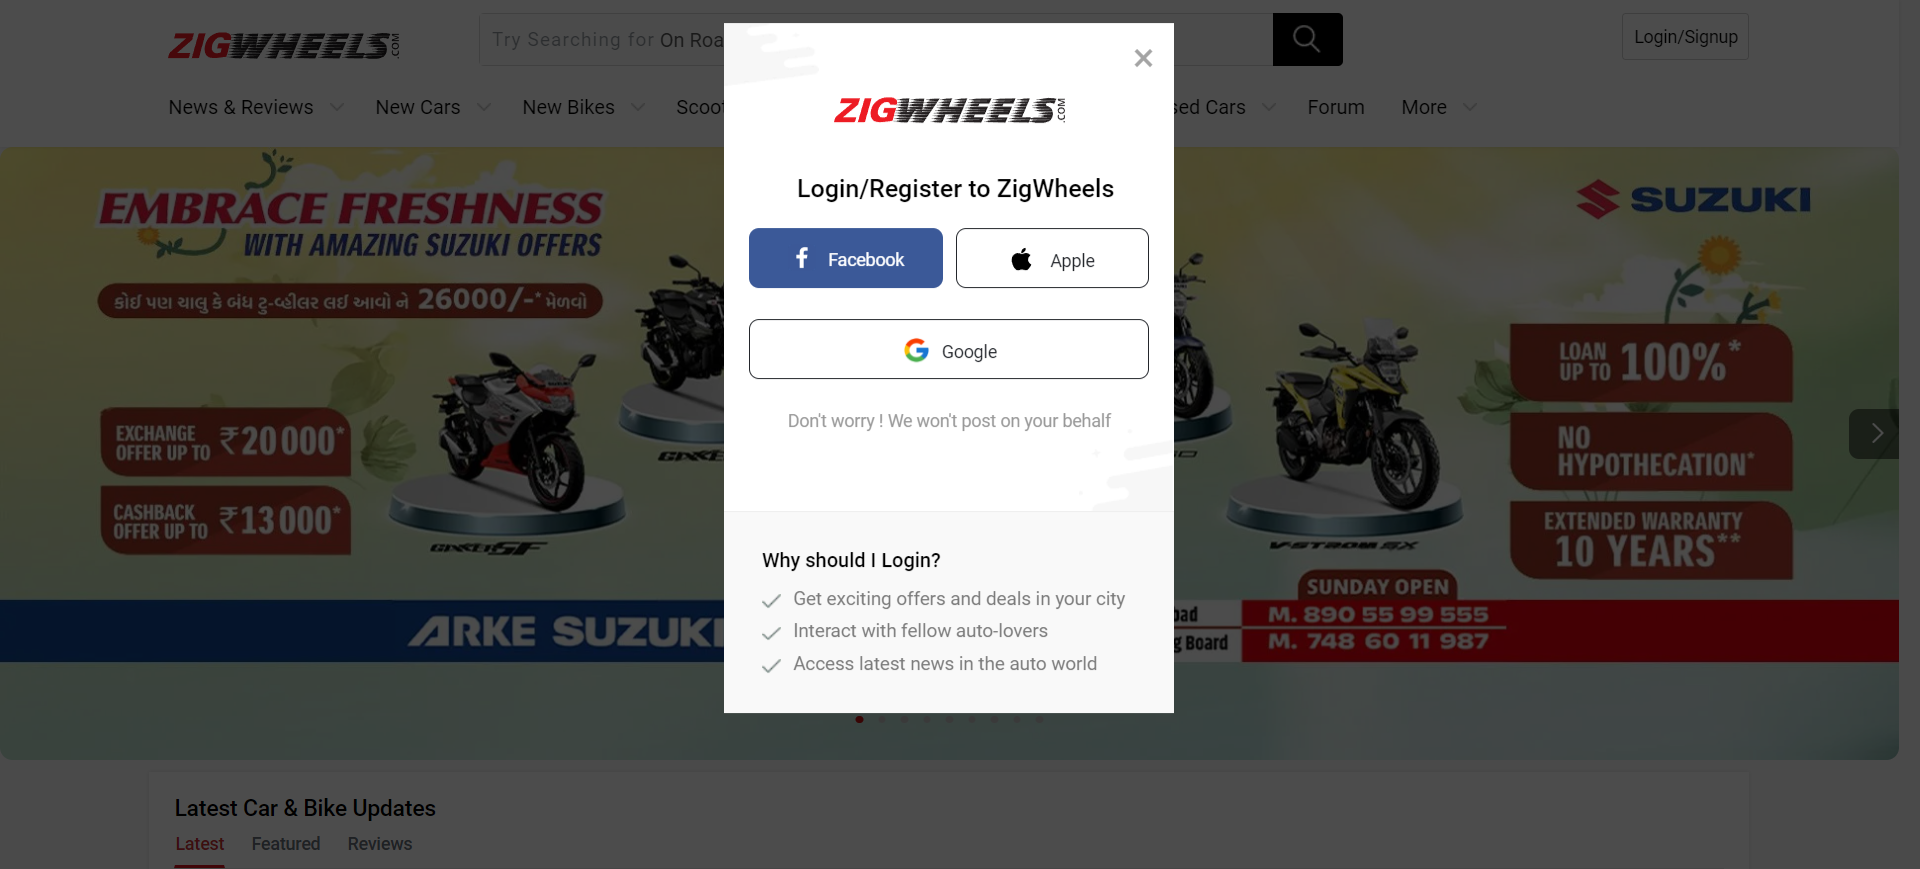 ZIGWHEELS.COM
Try Searching for On Roa
Login/Signup
News & Reviews
New Cars
New Bikes
Scoot
sed Cars
Forum
More
EMBRACE FRESHNESS
WITH AMAZING SUZUKI OFFERS
કોઈ પણ ચાલુ કે બંધ ટુ-વ્હીલર લઈ આવો ને 26000/-* મેળવો
EXCHANGE
OFFER UP TO ₹20000*
CASHBACK
OFFER UP TO ₹13000*
GIXXER SF
SUZUKI
LOAN
UP TO 100%*
NO
HYPOTHECATION*
EXTENDED WARRANTY
10 YEARS**
V-STROM SX
SUNDAY OPEN
ARKE SUZUKI
bad
M. 890 55 99 555
g Board
M. 748 60 11 987
ZIGWHEELS.COM
Login/Register to ZigWheels
Facebook
Apple
Google
Don't worry ! We won't post on your behalf
Why should I Login?
Get exciting offers and deals in your city
Interact with fellow auto-lovers
Access latest news in the auto world
Latest Car & Bike Updates
Latest
Featured
Reviews